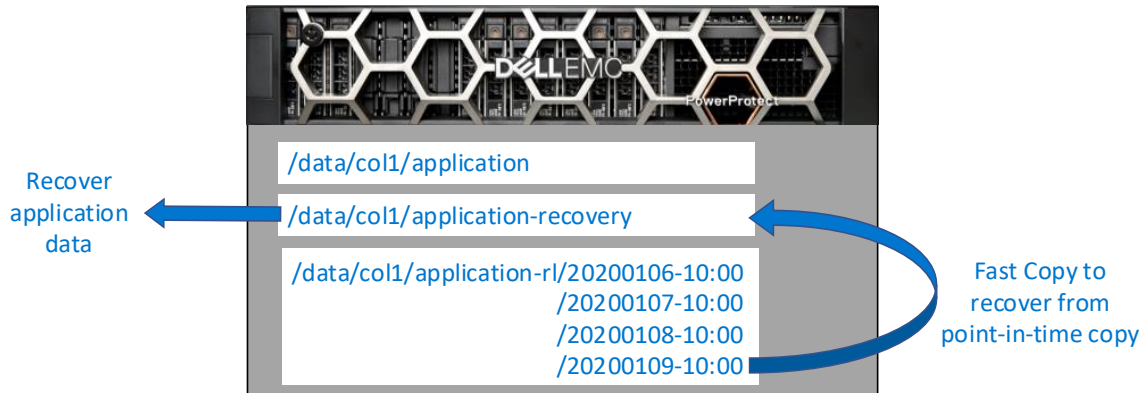 DELLEMC
PowerProtect
/data/col1/application
Recover
application
data
/data/col1/application-recovery
/data/col1/application-rl/20200106-10:00
/20200107-10:00
/20200108-10:00
/20200109-10:00
Fast Copy to
recover from
point-in-time copy